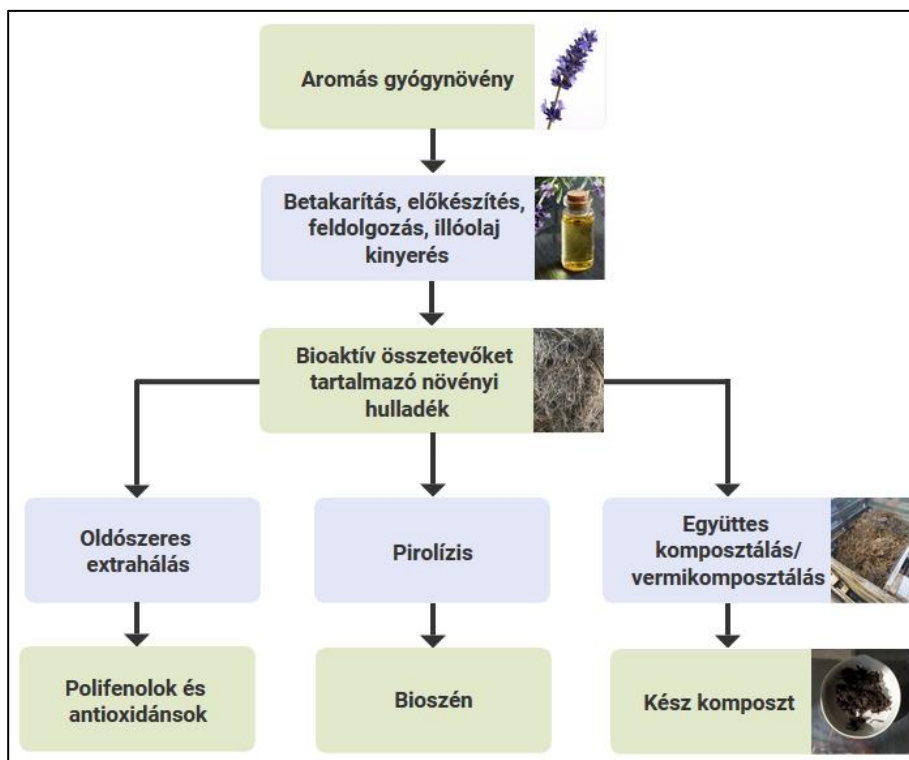 Aromás gyógynövény
Betakarítás, előkészítés,
feldolgozás, illóolaj
kinyerés
Bioaktív összetevőket
tartalmazó növényi
hulladék
Oldószeres
extrahálás
Pirolízis
Együttes
komposztálás/
vermikomposztálás
Polifenolok és
antioxidánsok
Bioszén
Kész komposzt